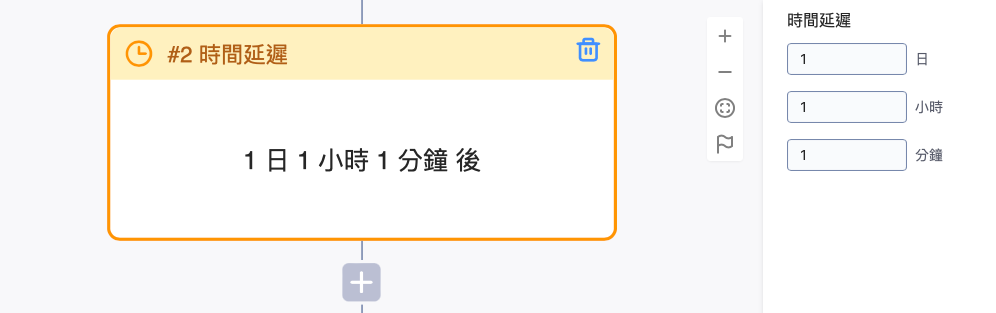 #2 時間延遲
1 日 1 小時 1 分鐘 後
時間延遲
1 日
1 小時
1 分鐘